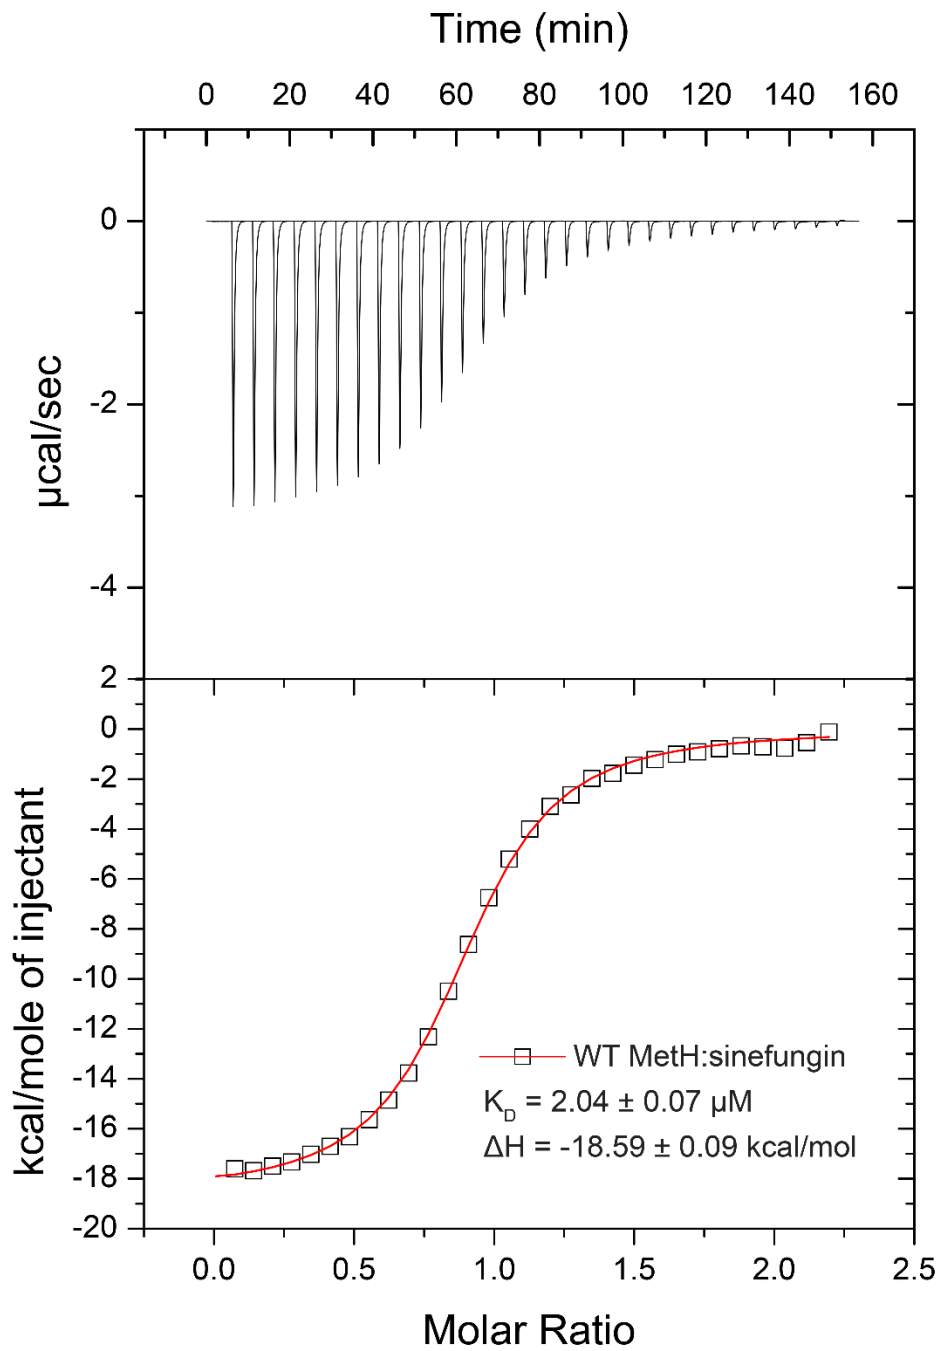 Time (min)
0 20 40 60 80 100 120 140 160
0
-2
-4
µcal/sec
2
0
-2
-4
-6
-8
-10
-12
-14
-16
-18
-20
kcal/mole of injectant
WT MetH:sinefungin
K_D = 2.04 ± 0.07 µM
ΔH = -18.59 ± 0.09 kcal/mol
0.0 0.5 1.0 1.5 2.0 2.5
Molar Ratio